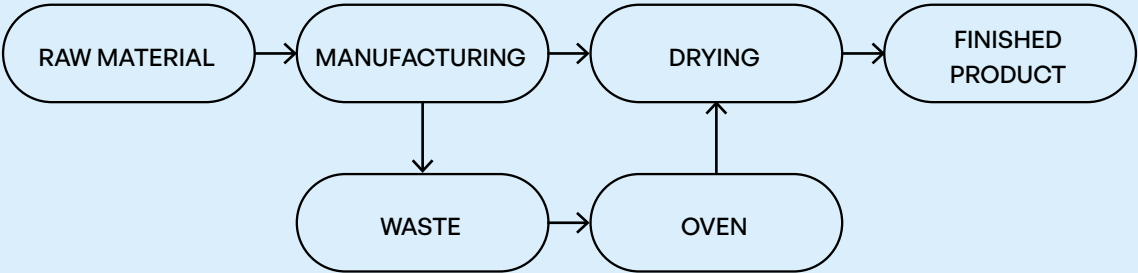 RAW MATERIAL
MANUFACTURING
DRYING
FINISHED
PRODUCT
WASTE
OVEN